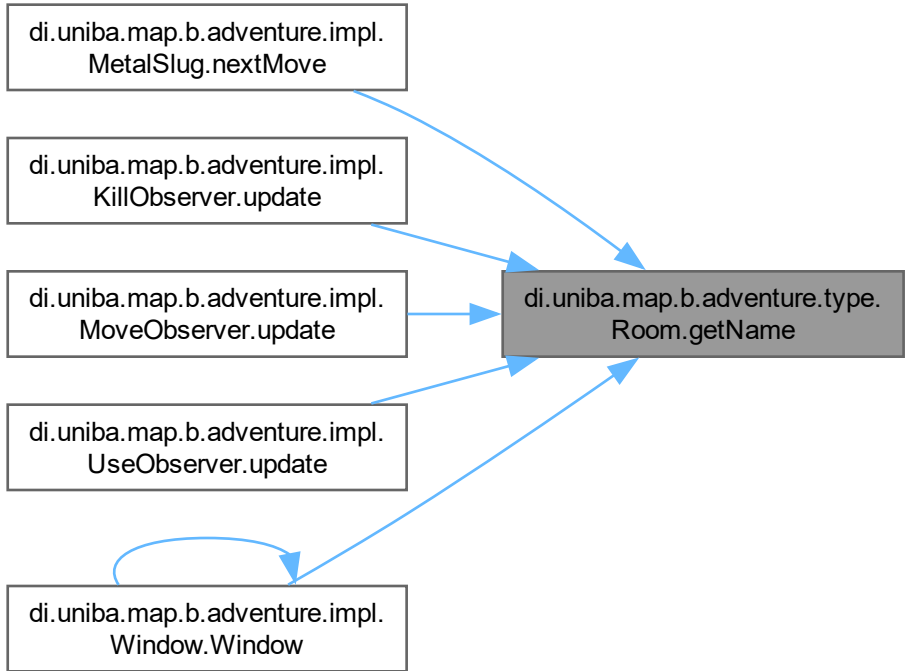 di.uniba.map.b.adventure.impl.
MetalSlug.nextMove
di.uniba.map.b.adventure.impl.
KillObserver.update
di.uniba.map.b.adventure.impl.
MoveObserver.update
di.uniba.map.b.adventure.type.
Room.getName
di.uniba.map.b.adventure.impl.
UseObserver.update
di.uniba.map.b.adventure.impl.
Window.Window